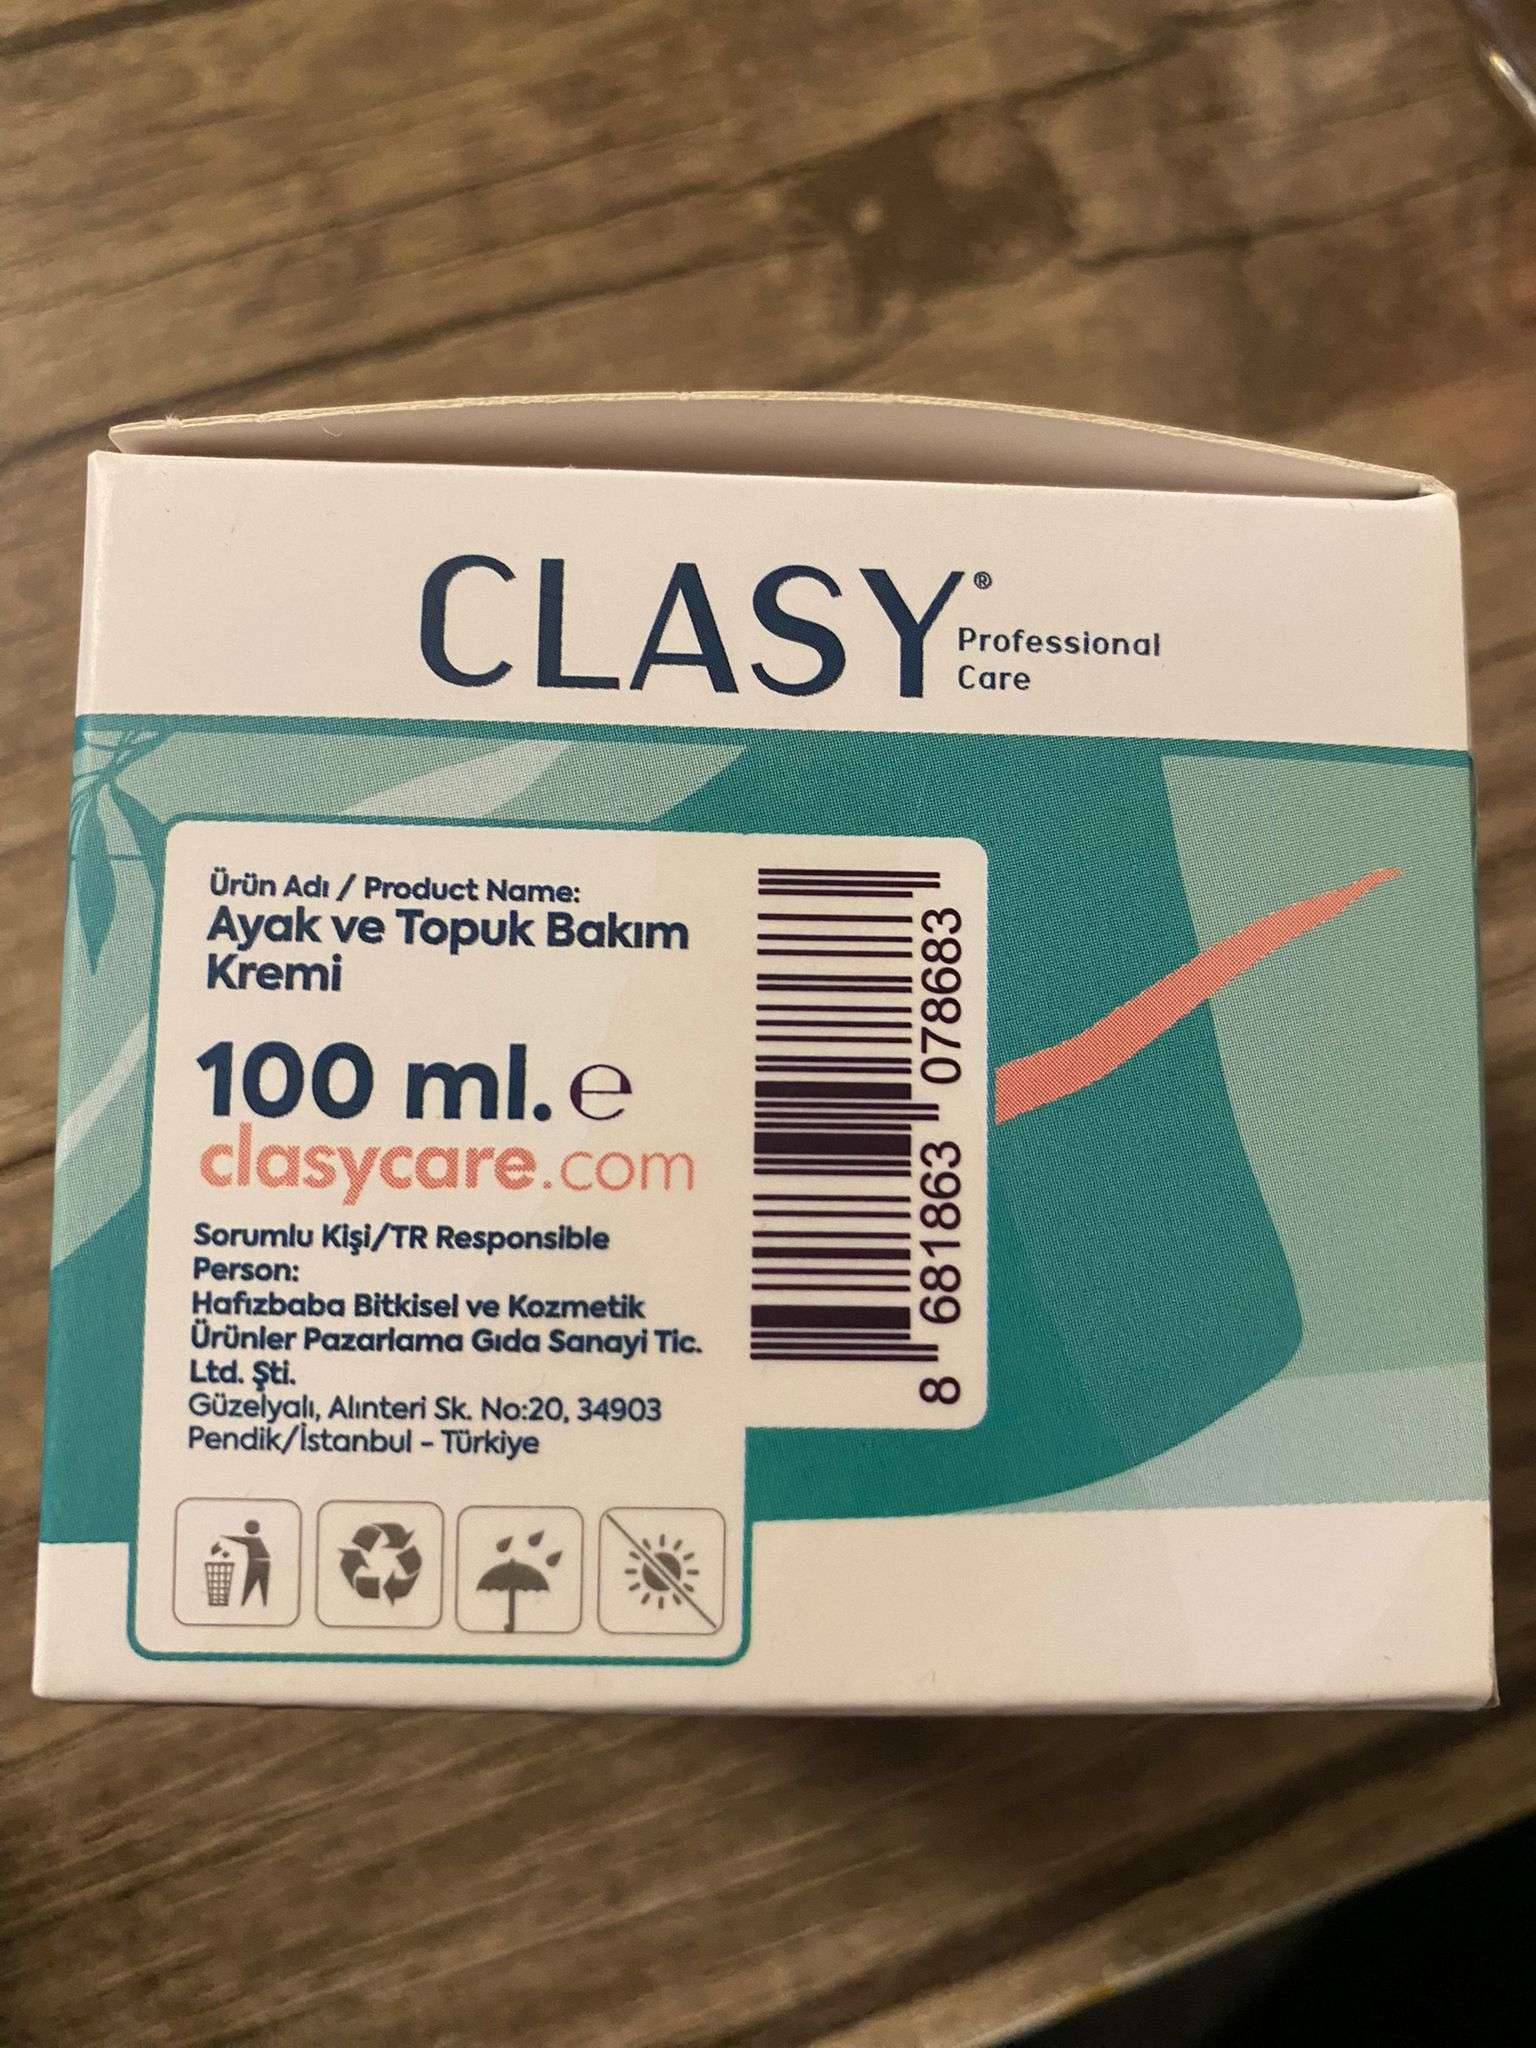 CLASY®
Professional
Care
Ürün Adı / Product Name:
Ayak ve Topuk Bakım
Kremi
100 ml. ℮
clasycare.com
Sorumlu Kişi/TR Responsible
Person:
Hafızbaba Bitkisel ve Kozmetik
Ürünler Pazarlama Gıda Sanayi Tic.
Ltd. Şti.
Güzelyalı, Alınteri Sk. No:20, 34903
Pendik/İstanbul - Türkiye
8 681863 078683